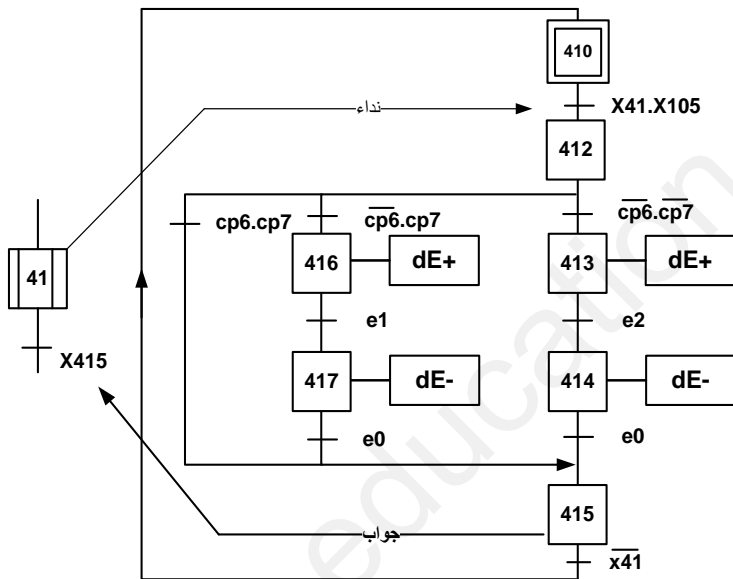 410
X41.X105
نداء
412
cp6.cp7
c̅p̅6̅.cp7
c̅p̅6̅.c̅p̅7̅
416
dE+
413
dE+
41
e1
e2
X415
417
dE-
414
dE-
e0
e0
415
جواب
x̅4̅1̅
education